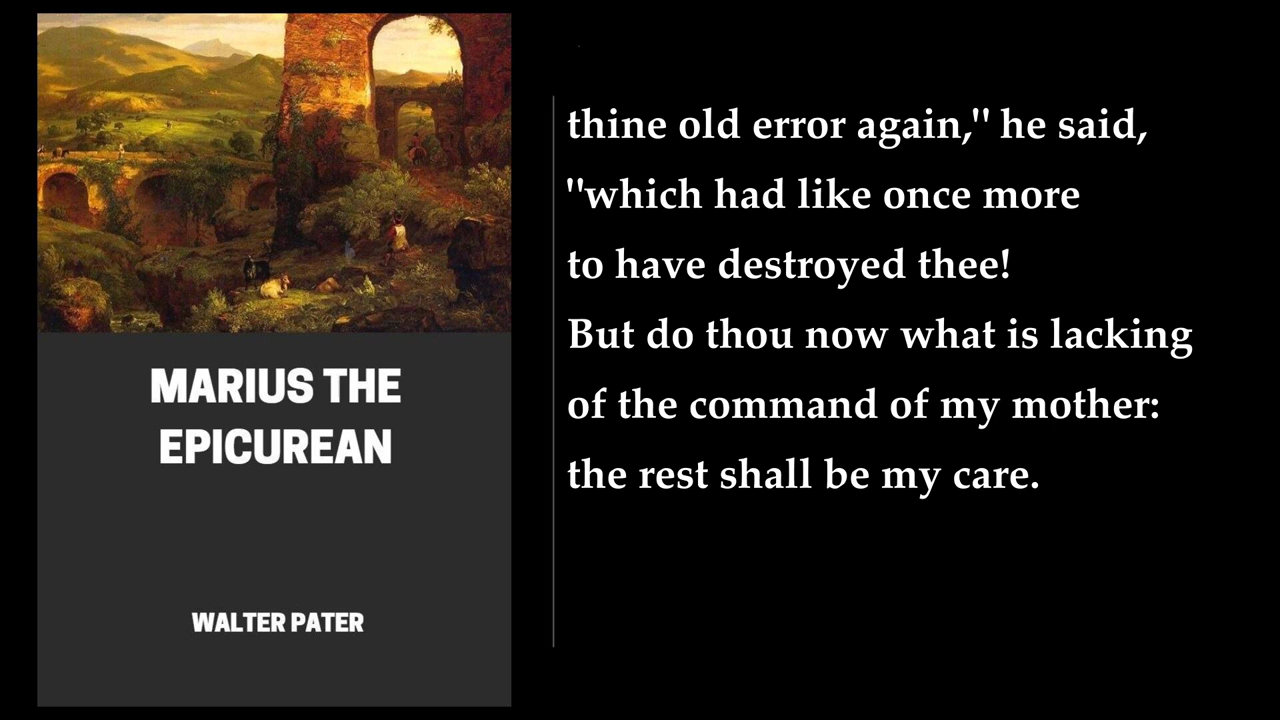 MARIUS THE
EPICUREAN
WALTER PATER
thine old error again," he said,
"which had like once more
to have destroyed thee!
But do thou now what is lacking
of the command of my mother:
the rest shall be my care.